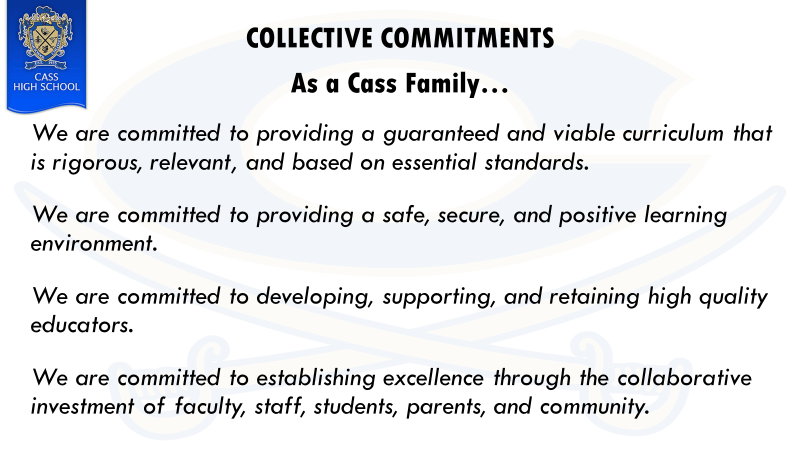 CASS
HIGH SCHOOL
COLLECTIVE COMMITMENTS
As a Cass Family…
We are committed to providing a guaranteed and viable curriculum that
is rigorous, relevant, and based on essential standards.
We are committed to providing a safe, secure, and positive learning
environment.
We are committed to developing, supporting, and retaining high quality
educators.
We are committed to establishing excellence through the collaborative
investment of faculty, staff, students, parents, and community.